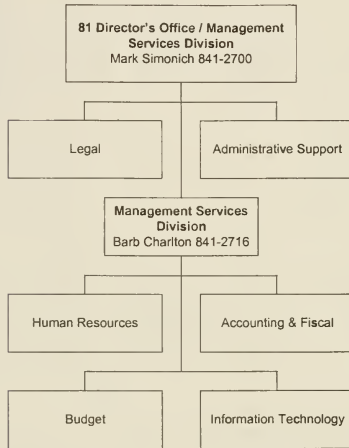 81 Director's Office / Management
Services Division
Mark Simonich 841-2700
Legal
Administrative Support
Management Services
Division
Barb Charlton 841-2716
Human Resources
Accounting & Fiscal
Budget
Information Technology